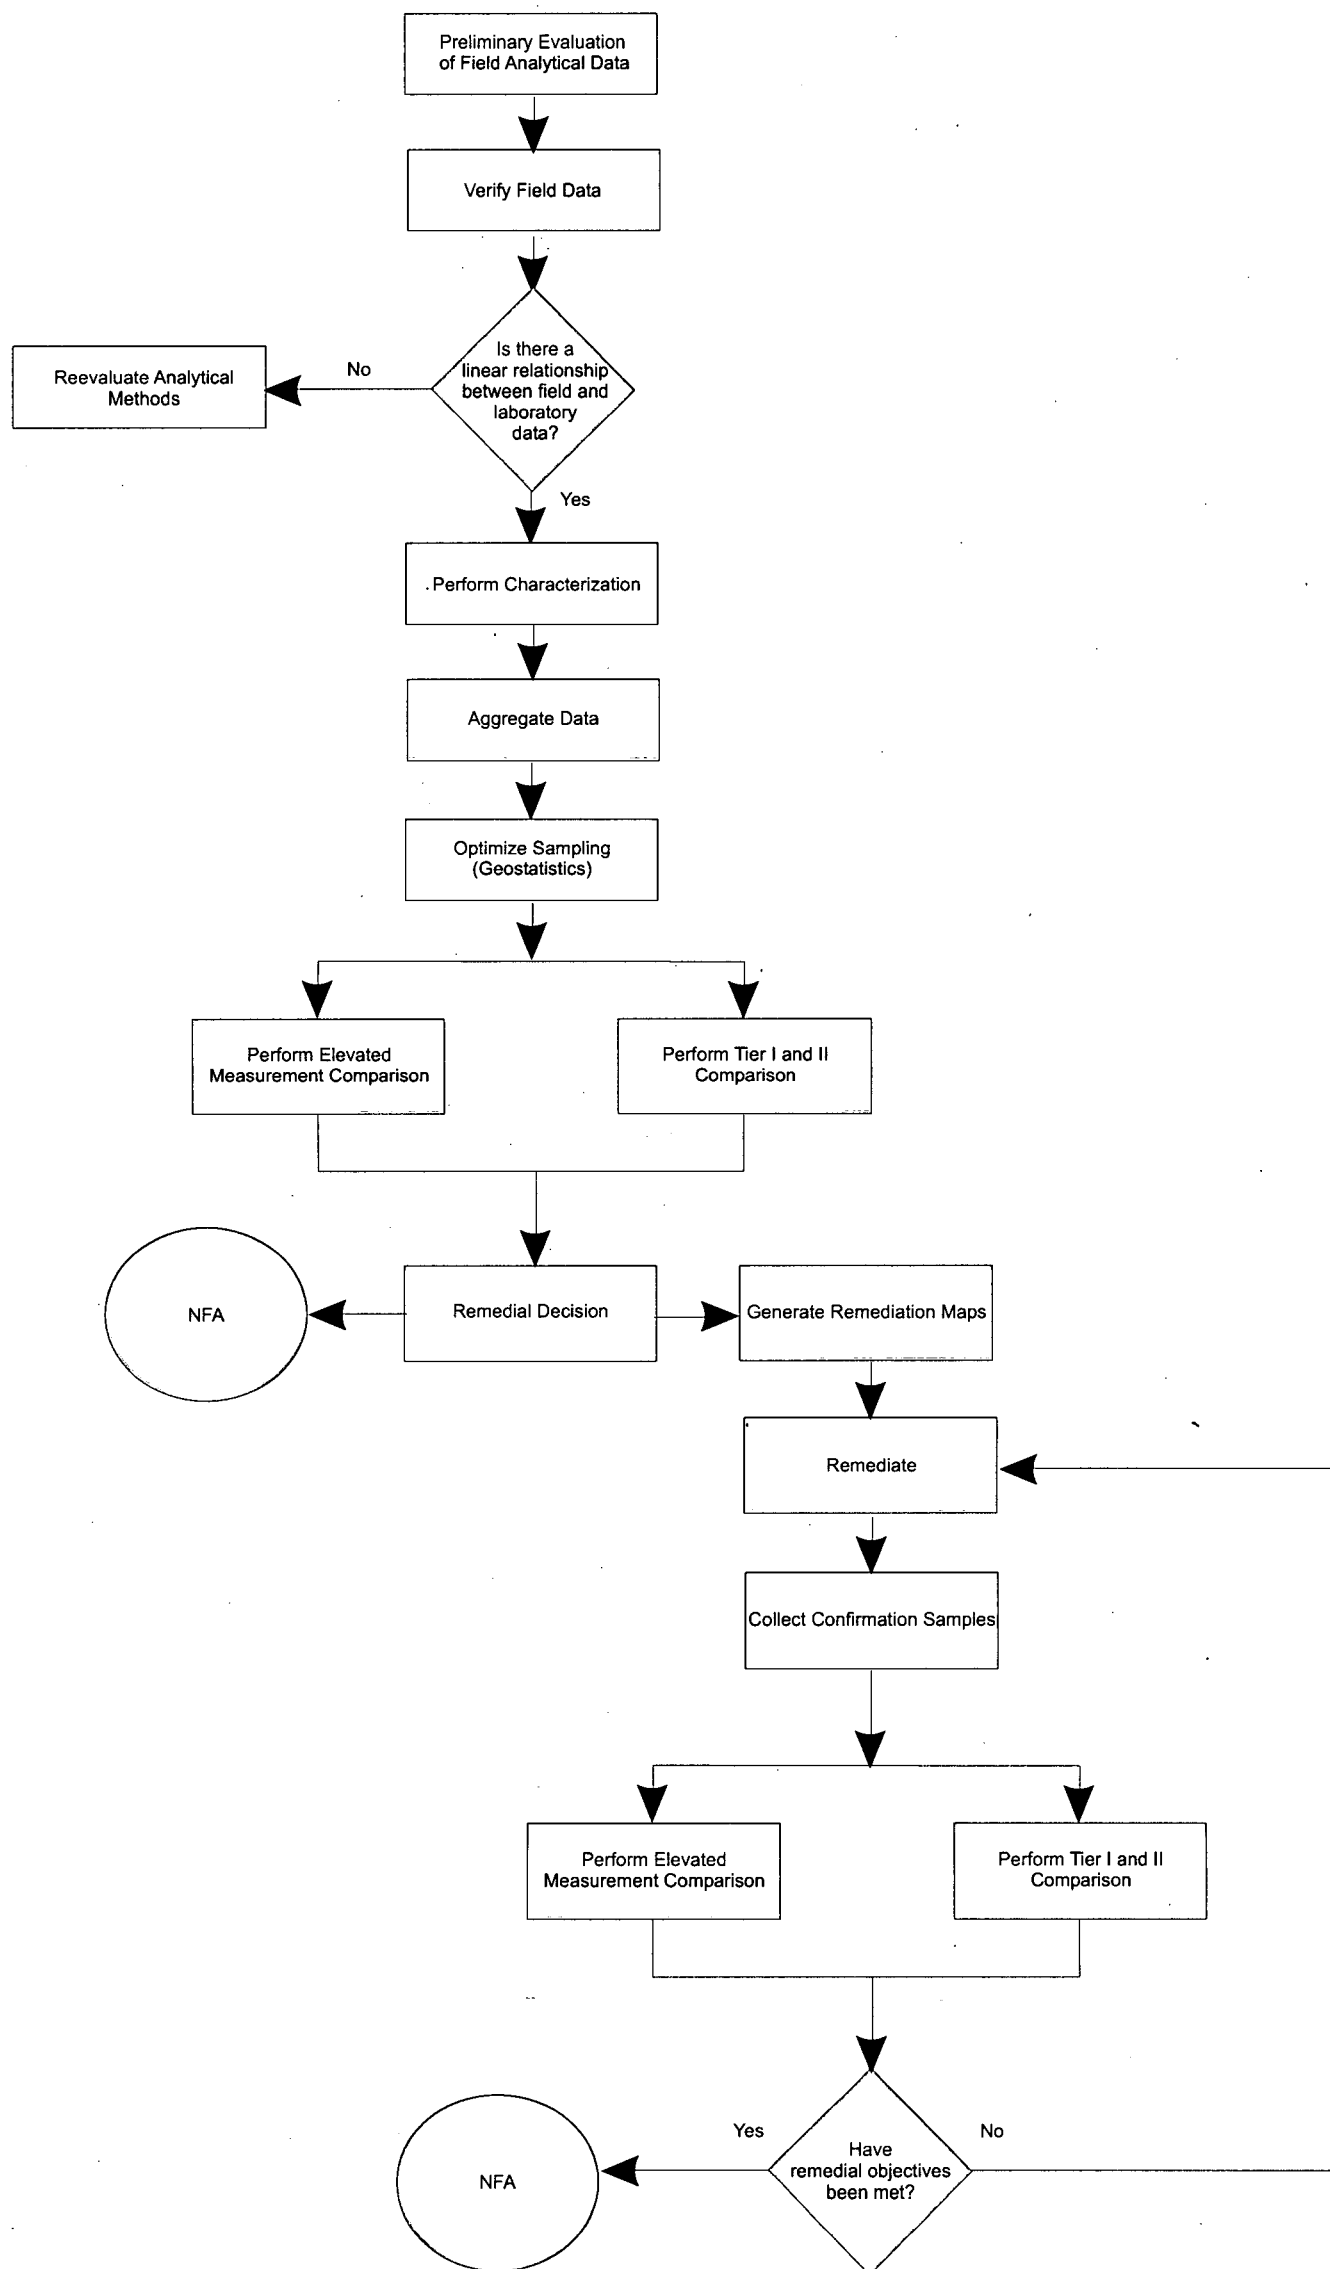 Preliminary Evaluation
of Field Analytical Data
Verify Field Data
Is there a
linear relationship
between field and
laboratory
data?
No
Reevaluate Analytical
Methods
Yes
Perform Characterization
Aggregate Data
Optimize Sampling
(Geostatistics)
Perform Elevated
Measurement Comparison
Perform Tier I and II
Comparison
NFA
Remedial Decision
Generate Remediation Maps
Remediate
Collect Confirmation Samples
Perform Elevated
Measurement Comparison
Perform Tier I and II
Comparison
Yes
No
Have
remedial objectives
been met?
NFA